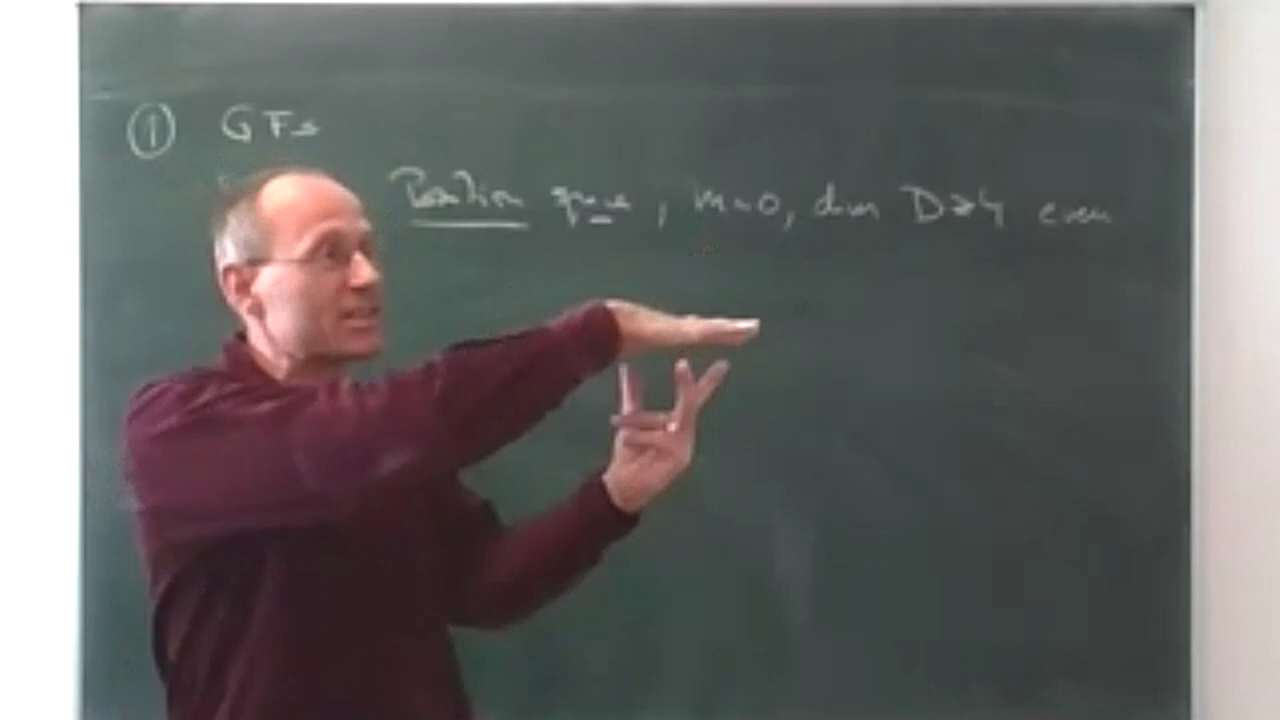 ① GFs
Position space, m=0, dim D≥4 even